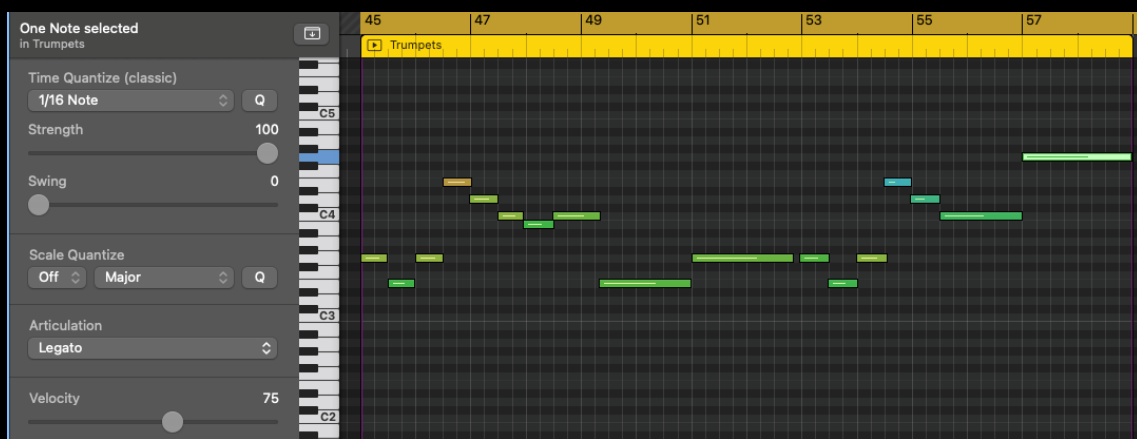 One Note selected
in Trumpets
45 47 49 51 53 55 57
Trumpets
Time Quantize (classic)
1/16 Note Q
Strength 100
Swing 0
Scale Quantize
Off Major Q
Articulation
Legato
Velocity 75
C5
C4
C3
C2